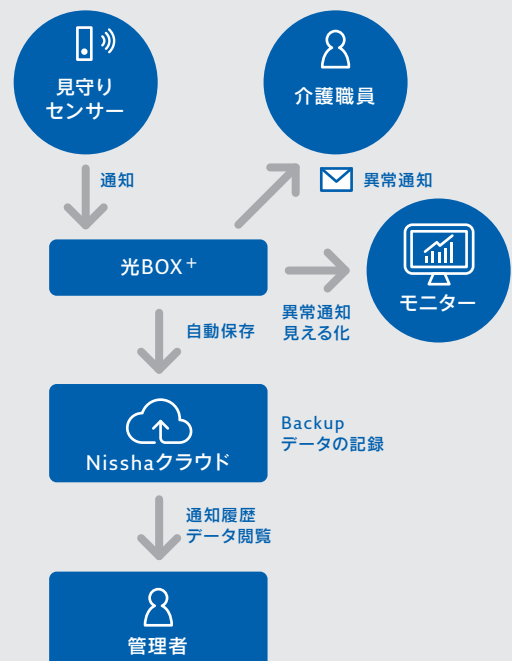 見守り
センサー
介護職員
通知
異常通知
光BOX+
モニター
異常通知
見える化
自動保存
Nisshaクラウド
Backup
データの記録
通知履歴
データ閲覧
管理者